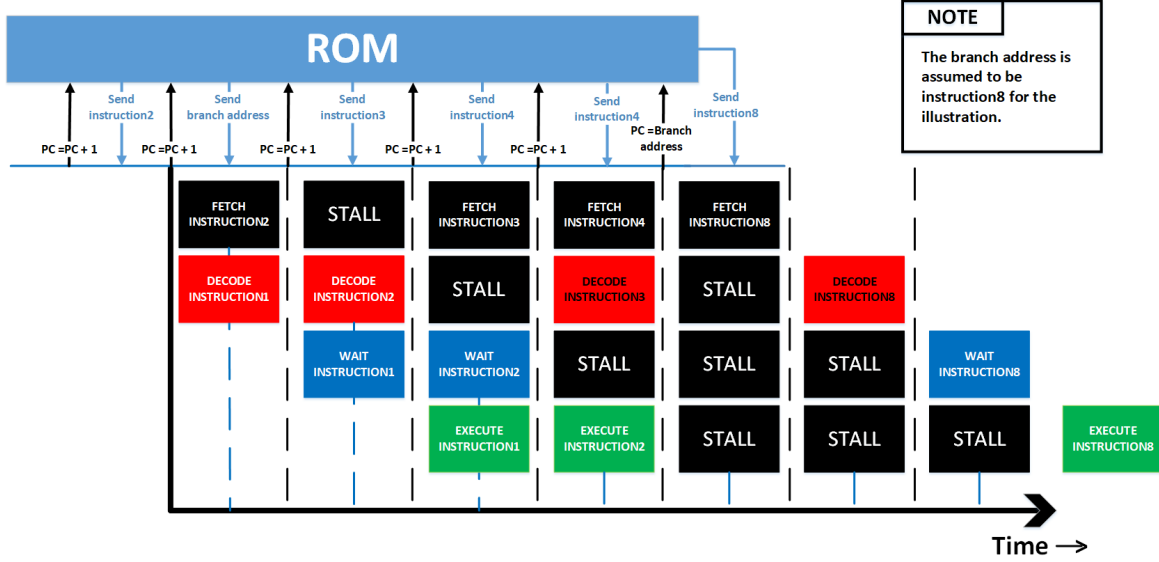 ROM
NOTE
The branch address is
assumed to be
instruction8 for the
illustration.
Send
instruction2
Send
branch address
Send
instruction3
Send
instruction4
Send
instruction4
Send
instruction8
PC =PC + 1
PC =PC + 1
PC =PC + 1
PC =PC + 1
PC =PC + 1
PC =Branch
address
FETCH
INSTRUCTION2
STALL
FETCH
INSTRUCTION3
FETCH
INSTRUCTION4
FETCH
INSTRUCTION8
DECODE
INSTRUCTION1
DECODE
INSTRUCTION2
STALL
DECODE
INSTRUCTION3
STALL
DECODE
INSTRUCTION8
WAIT
INSTRUCTION1
WAIT
INSTRUCTION2
STALL
STALL
STALL
WAIT
INSTRUCTION8
EXECUTE
INSTRUCTION1
EXECUTE
INSTRUCTION2
STALL
STALL
STALL
EXECUTE
INSTRUCTION8
Time →